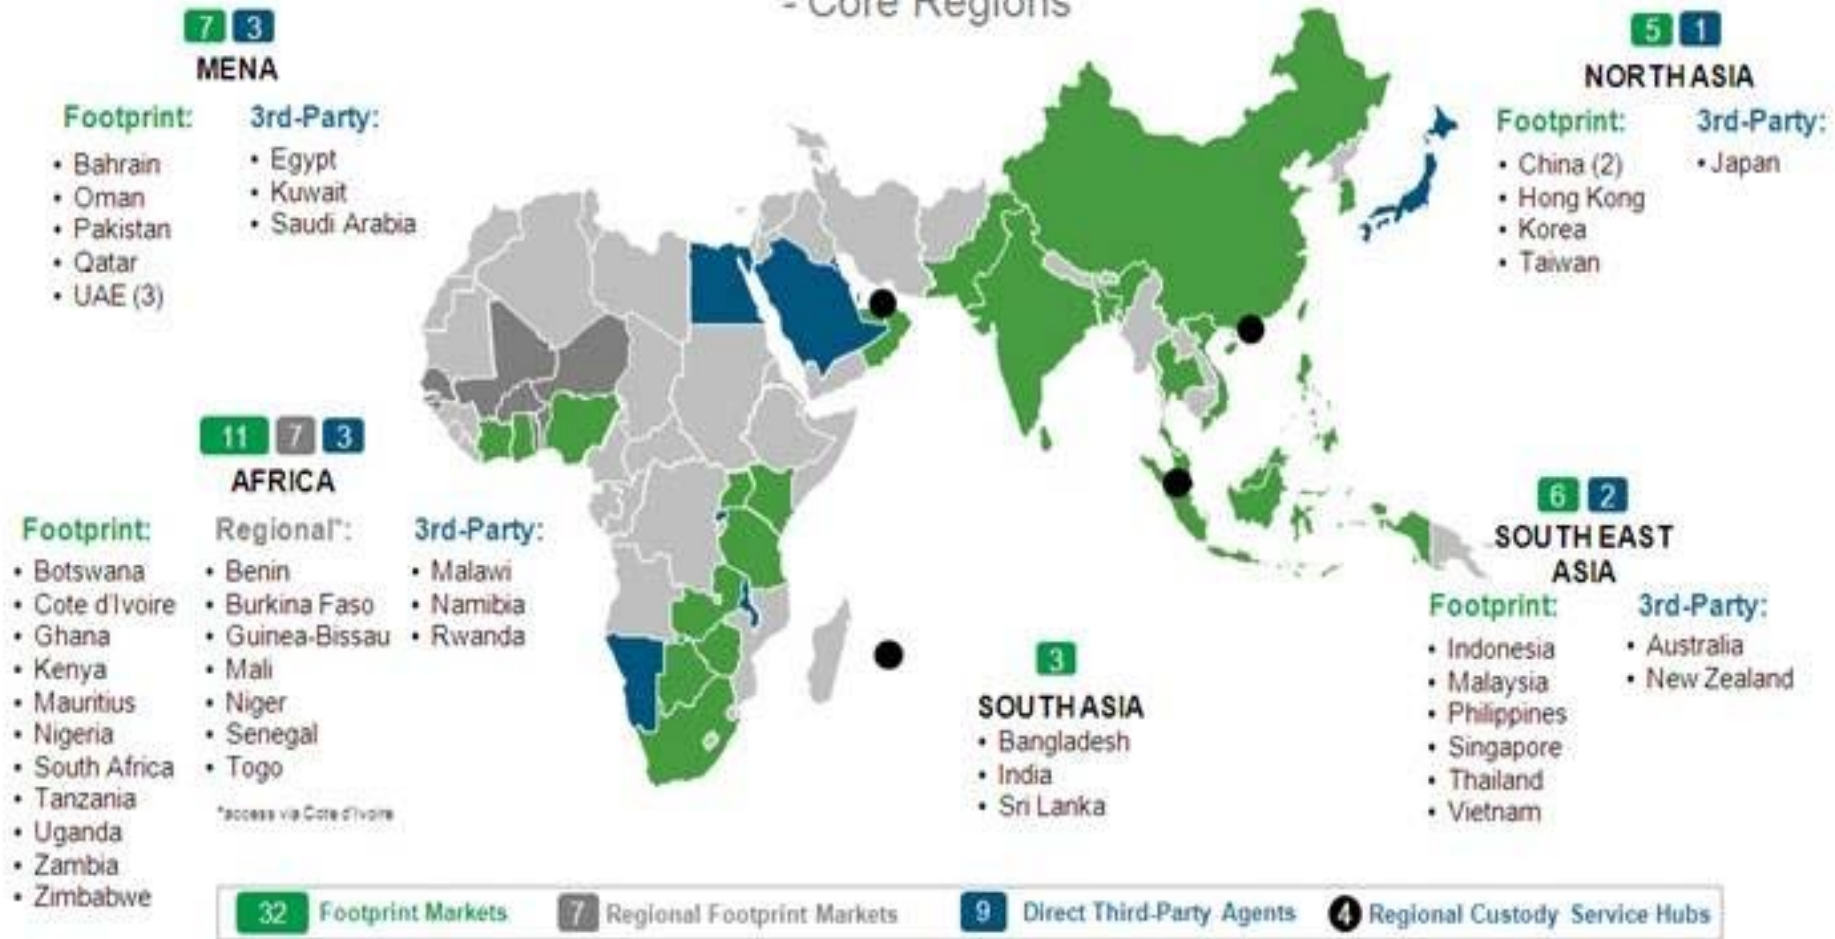 - Core Regions
7 3
MENA
Footprint:
• Bahrain
• Oman
• Pakistan
• Qatar
• UAE (3)
3rd-Party:
• Egypt
• Kuwait
• Saudi Arabia
5 1
NORTH ASIA
Footprint:
• China (2)
• Hong Kong
• Korea
• Taiwan
3rd-Party:
• Japan
11 7 3
AFRICA
Footprint:
• Botswana
• Cote d'Ivoire
• Ghana
• Kenya
• Mauritius
• Nigeria
• South Africa
• Tanzania
• Uganda
• Zambia
• Zimbabwe
Regional*:
• Benin
• Burkina Faso
• Guinea-Bissau
• Mali
• Niger
• Senegal
• Togo
*access via Cote d'Ivoire
3rd-Party:
• Malawi
• Namibia
• Rwanda
3
SOUTH ASIA
• Bangladesh
• India
• Sri Lanka
6 2
SOUTH EAST
ASIA
Footprint:
• Indonesia
• Malaysia
• Philippines
• Singapore
• Thailand
• Vietnam
3rd-Party:
• Australia
• New Zealand
32 Footprint Markets 7 Regional Footprint Markets 9 Direct Third-Party Agents 4 Regional Custody Service Hubs